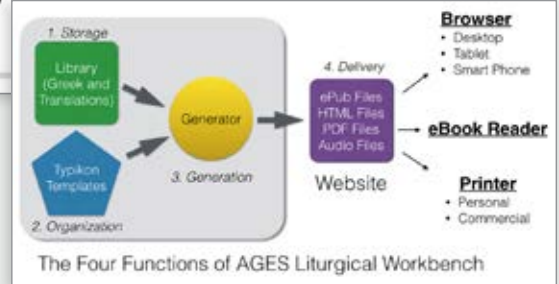 1. Storage
Library
(Greek and
Translations)
Typikon
Templates
2. Organization
Generator
3. Generation
4. Delivery
ePub Files
HTML Files
PDF Files
Audio Files
Website
Browser
• Desktop
• Tablet
• Smart Phone
eBook Reader
Printer
• Personal
• Commercial
The Four Functions of AGES Liturgical Workbench